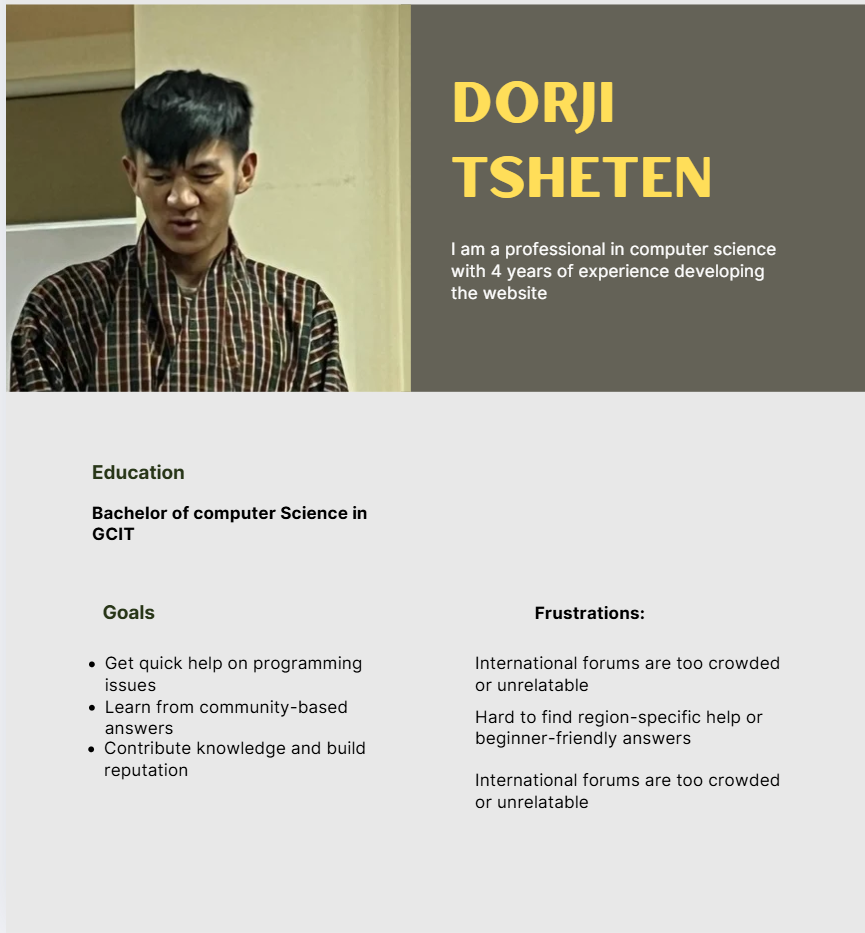 DORJI
TSHETEN
I am a professional in computer science
with 4 years of experience developing
the website
Education
Bachelor of computer Science in
GCIT
Goals
• Get quick help on programming
issues
• Learn from community-based
answers
• Contribute knowledge and build
reputation
Frustrations:
International forums are too crowded
or unrelatable
Hard to find region-specific help or
beginner-friendly answers
International forums are too crowded
or unrelatable